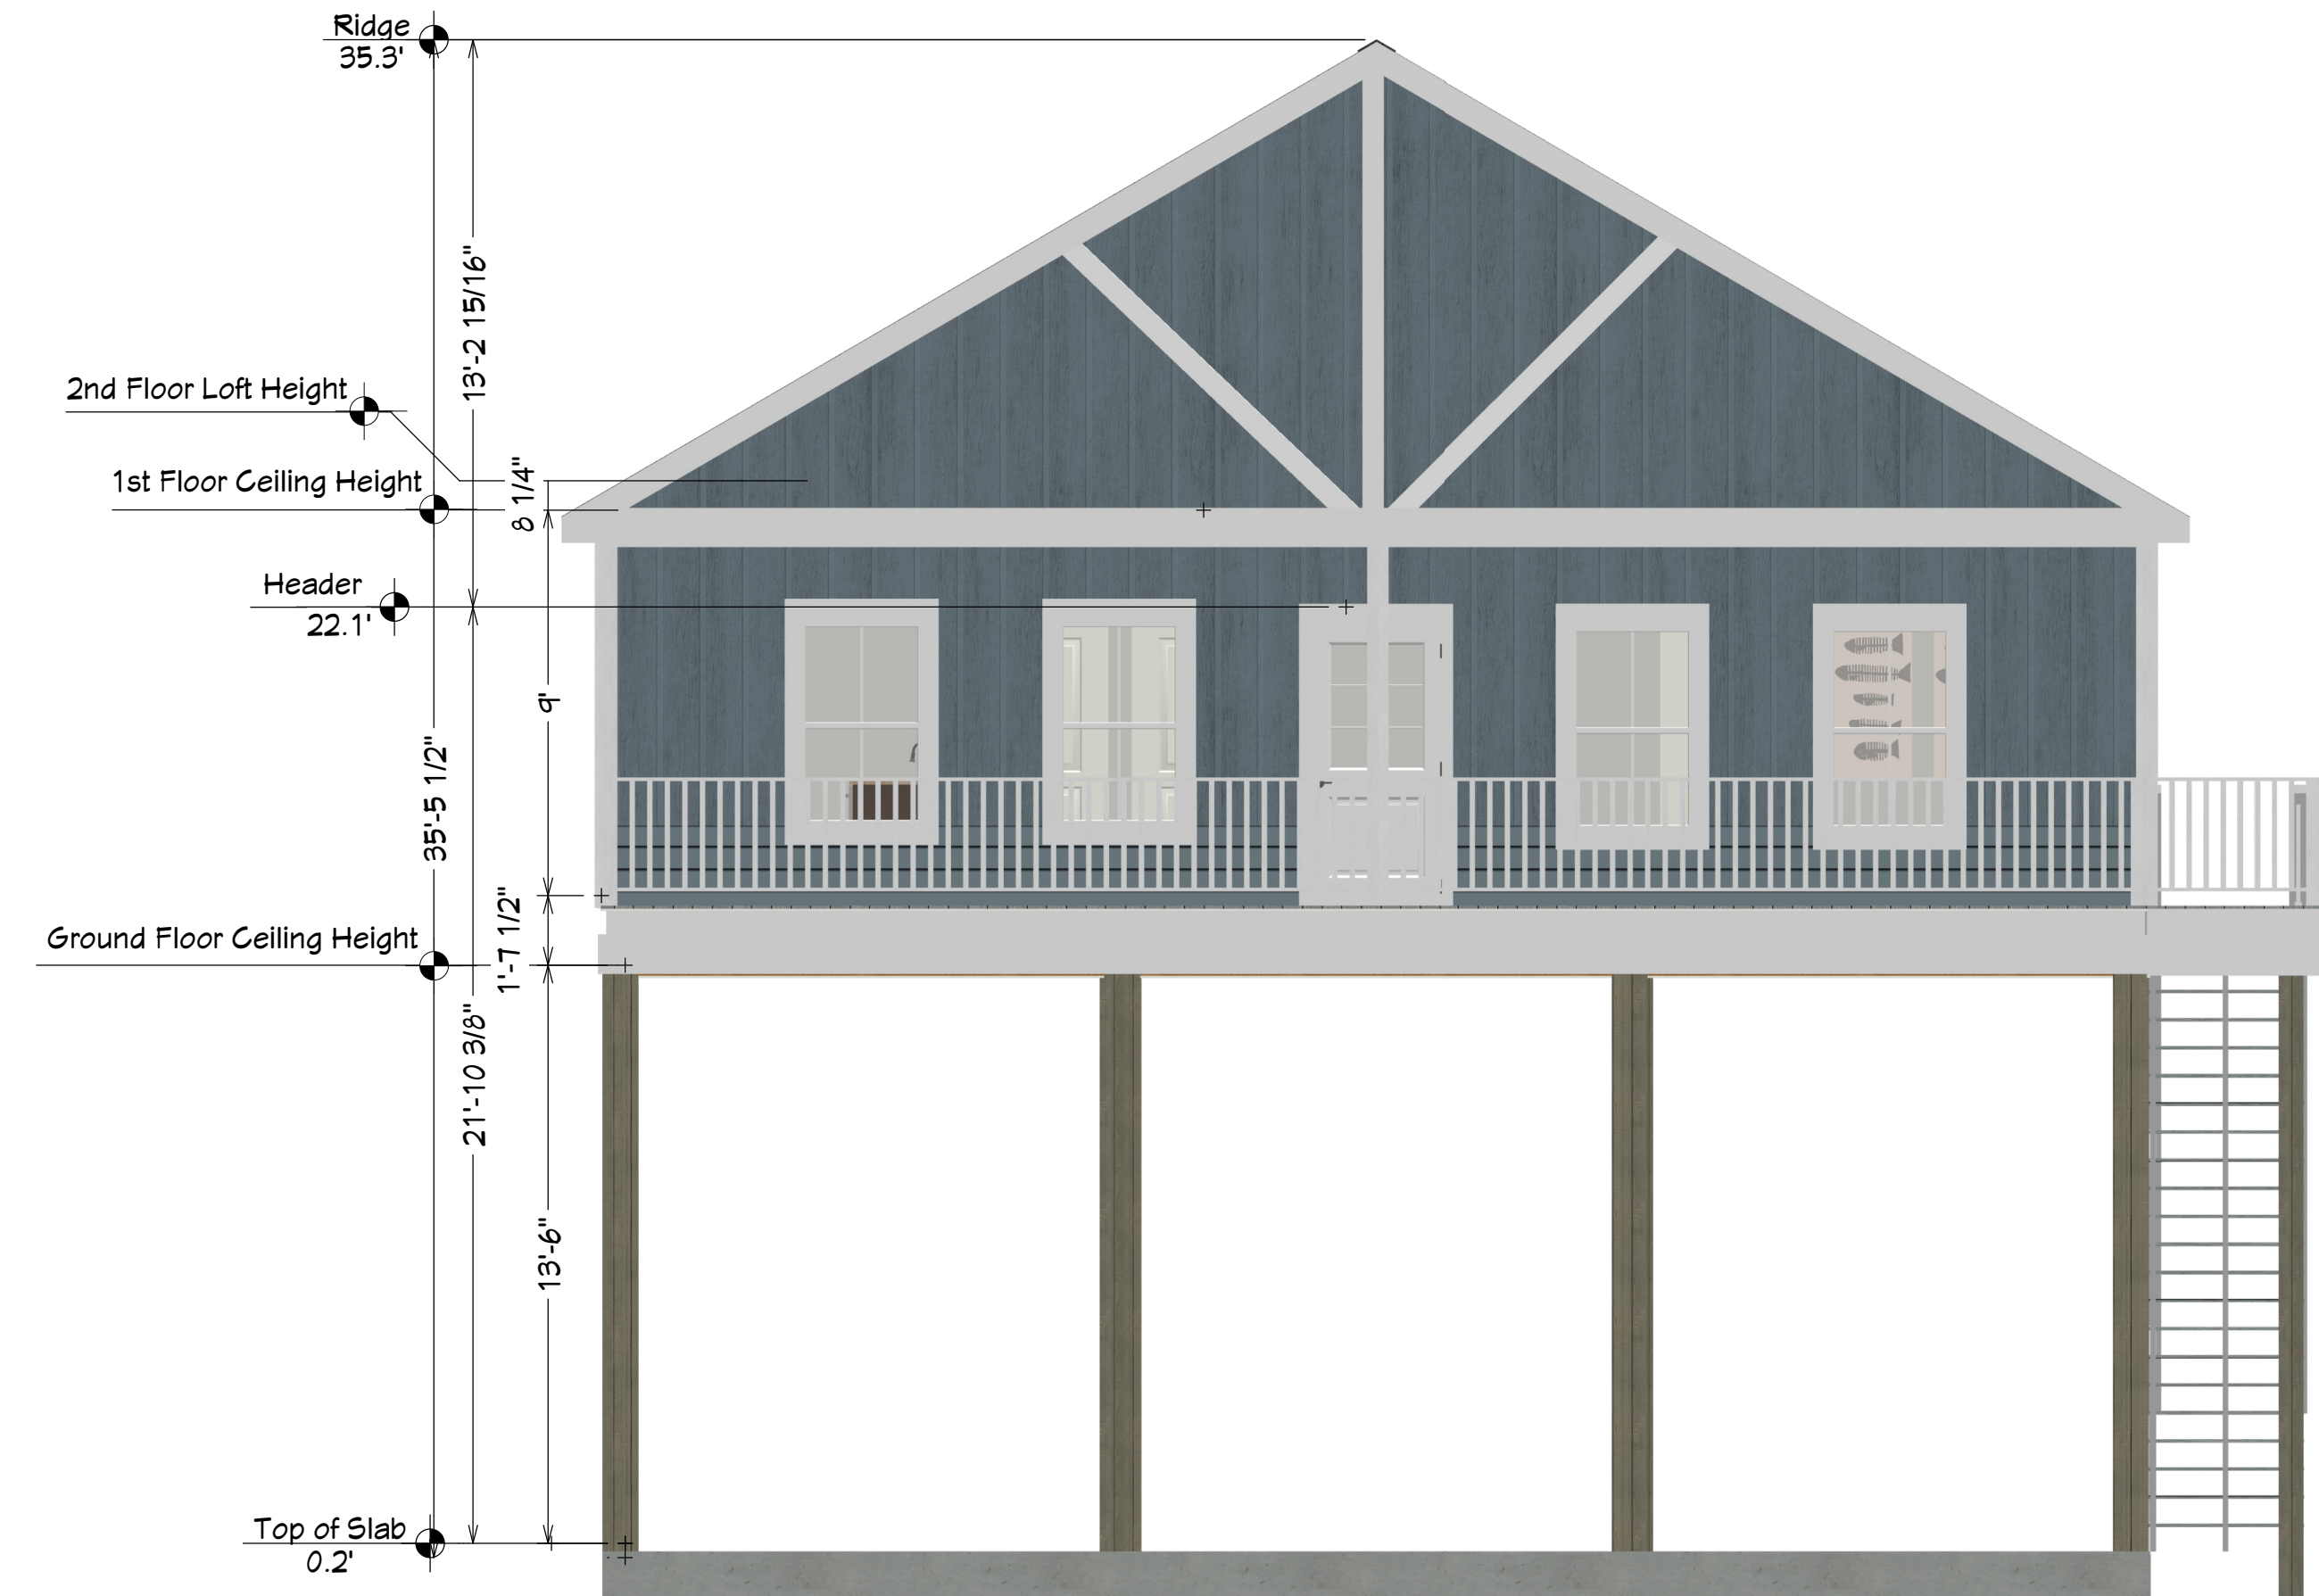 Ridge
35.3'
13'-2 15/16"
2nd Floor Loft Height
8 1/4"
1st Floor Ceiling Height
Header
22.1'
9'
35'-5 1/2"
1'-7 1/2"
Ground Floor Ceiling Height
21'-10 3/8"
13'-6"
Top of Slab
0.2'